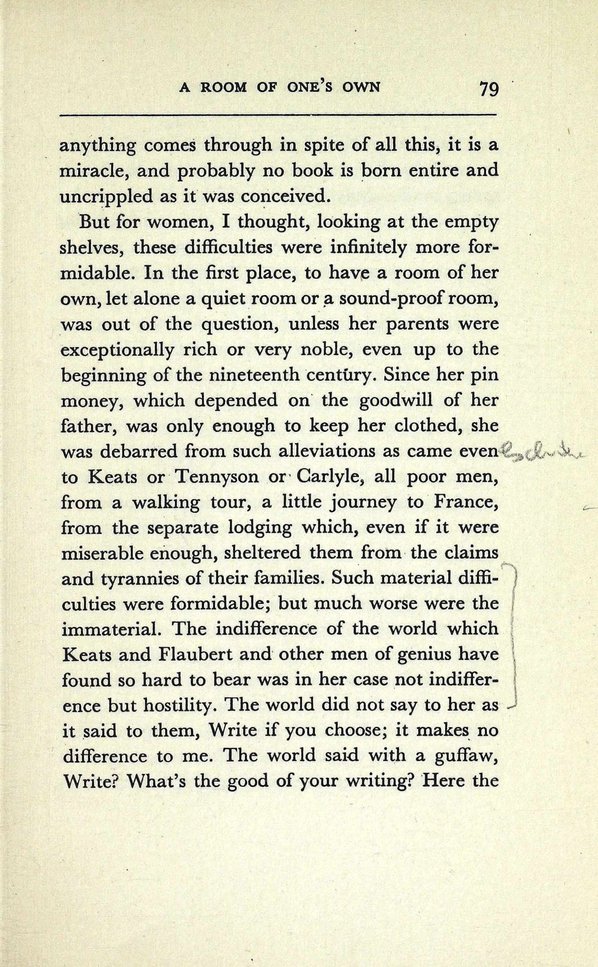 A ROOM OF ONE'S OWN 79
anything comes through in spite of all this, it is a
miracle, and probably no book is born entire and
uncrippled as it was conceived.
But for women, I thought, looking at the empty
shelves, these difficulties were infinitely more for-
midable. In the first place, to have a room of her
own, let alone a quiet room or a sound-proof room,
was out of the question, unless her parents were
exceptionally rich or very noble, even up to the
beginning of the nineteenth century. Since her pin
money, which depended on the goodwill of her
father, was only enough to keep her clothed, she
was debarred from such alleviations as came even
to Keats or Tennyson or Carlyle, all poor men,
from a walking tour, a little journey to France,
from the separate lodging which, even if it were
miserable enough, sheltered them from the claims
and tyrannies of their families. Such material diffi-
culties were formidable; but much worse were the
immaterial. The indifference of the world which
Keats and Flaubert and other men of genius have
found so hard to bear was in her case not indiffer-
ence but hostility. The world did not say to her as
it said to them, Write if you choose; it makes no
difference to me. The world said with a guffaw,
Write? What's the good of your writing? Here the